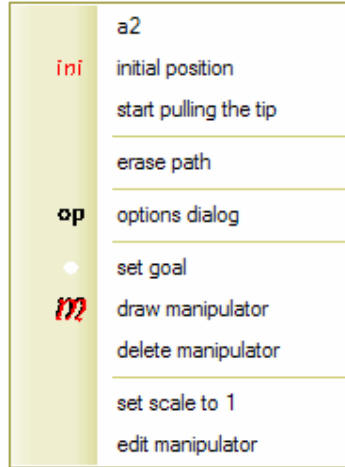 a2
ini initial position
start pulling the tip
erase path
op options dialog
set goal
m draw manipulator
delete manipulator
set scale to 1
edit manipulator